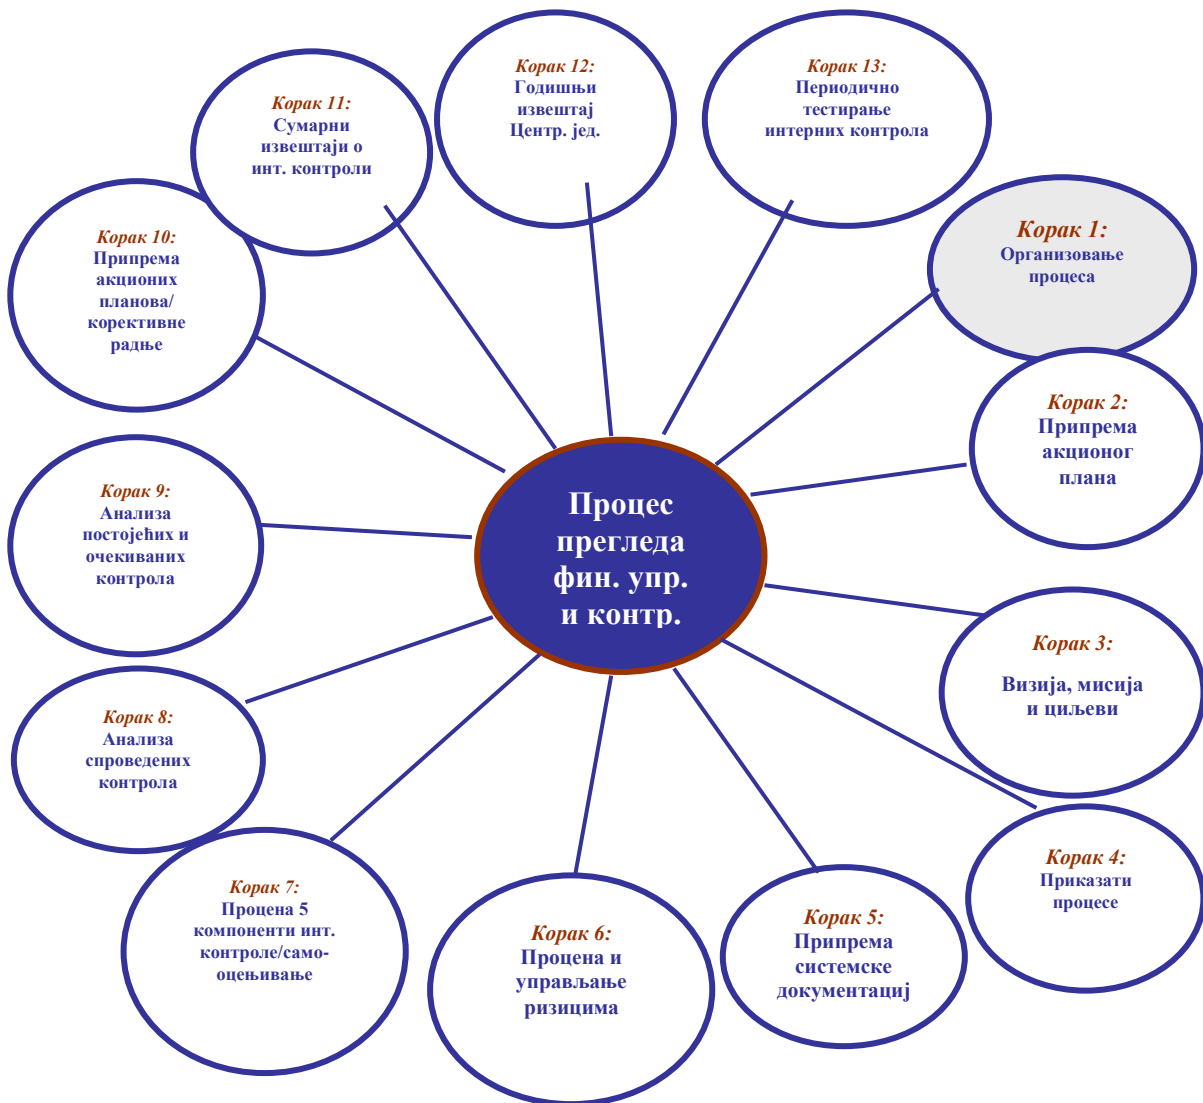 Корак 12:
Годишњи
извештај
Центр. јед.
Корак 13:
Периодично
тестирање
интерних контрола
Корак 11:
Сумарни
извештаји о
инт. контроли
Корак 1:
Организовање
процеса
Корак 10:
Припрема
акционих
планова/
корективне
радње
Корак 2:
Припрема
акционог
плана
Корак 9:
Анализа
постојећих и
очекиваних
контрола
Процес
прегледа
фин. упр.
и контр.
Корак 3:
Визија, мисија
и циљеви
Корак 8:
Анализа
спроведених
контрола
Корак 4:
Приказати
процесе
Корак 7:
Процена 5
компоненти инт.
контроле/само-
оцењивање
Корак 6:
Процена и
управљање
ризицима
Корак 5:
Припрема
системске
документациј